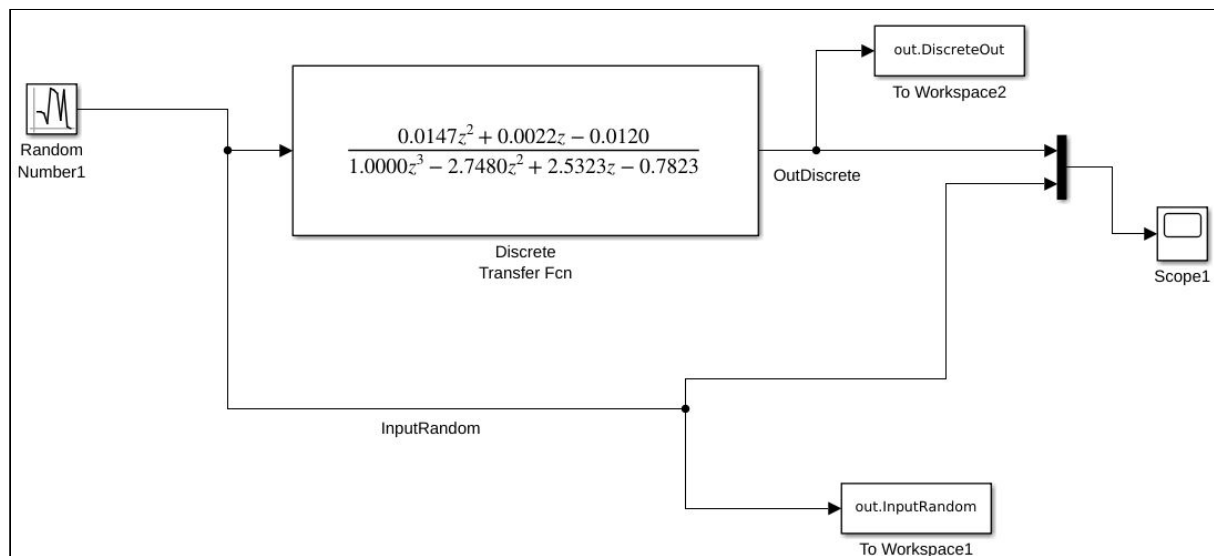 out.DiscreteOut
To Workspace2
Random
Number1
0.0147z² + 0.0022z − 0.0120
1.0000z³ − 2.7480z² + 2.5323z − 0.7823
OutDiscrete
Discrete
Transfer Fcn
Scope1
InputRandom
out.InputRandom
To Workspace1